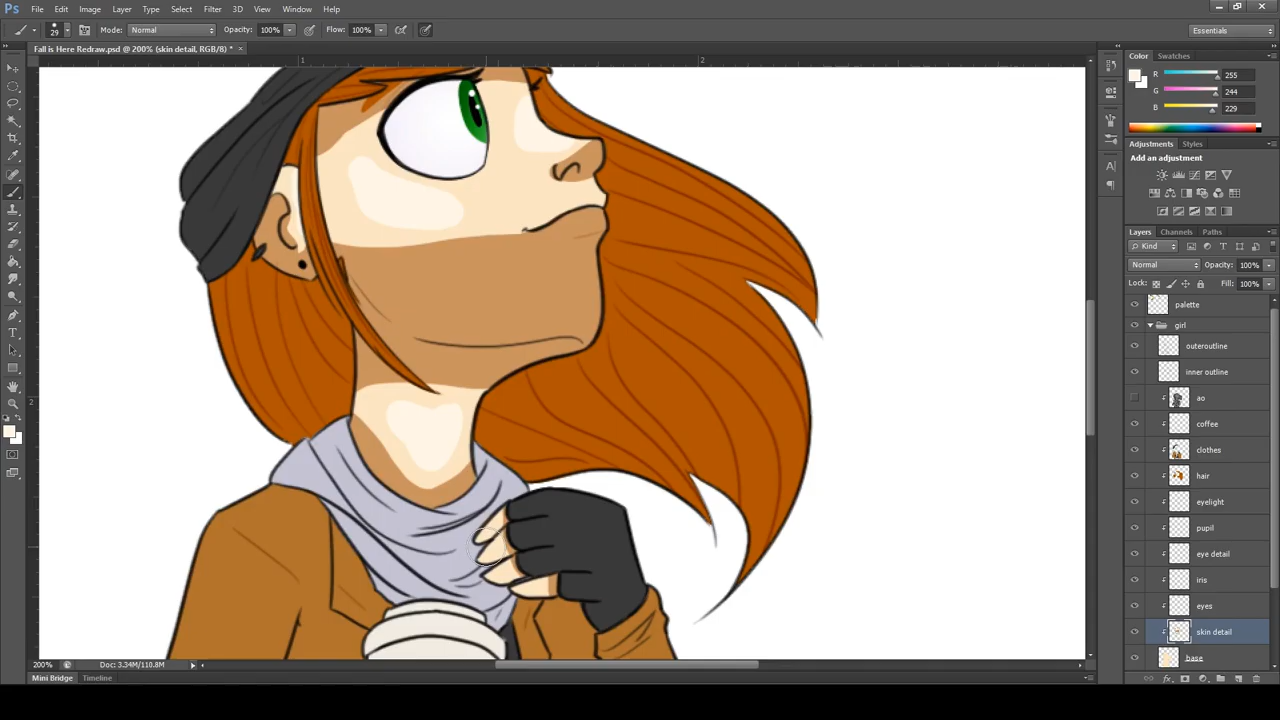 Ps File Edit Image Layer Type Select Filter 3D View Window Help
29 Mode: Normal Opacity: 100% Flow: 100% Essentials
Fall is Here Redraw.psd @ 200% (skin detail, RGB/8) * ×
1 2
2
Color Swatches
R 255
G 244
B 229
Adjustments Styles
Add an adjustment
Layers Channels Paths
Kind
Normal Opacity: 100%
Lock: Fill: 100%
palette
girl
outeroutline
inner outline
ao
coffee
clothes
hair
eyelight
pupil
eye detail
iris
eyes
skin detail
base
200% Doc: 3.34M/110.8M
Mini Bridge Timeline